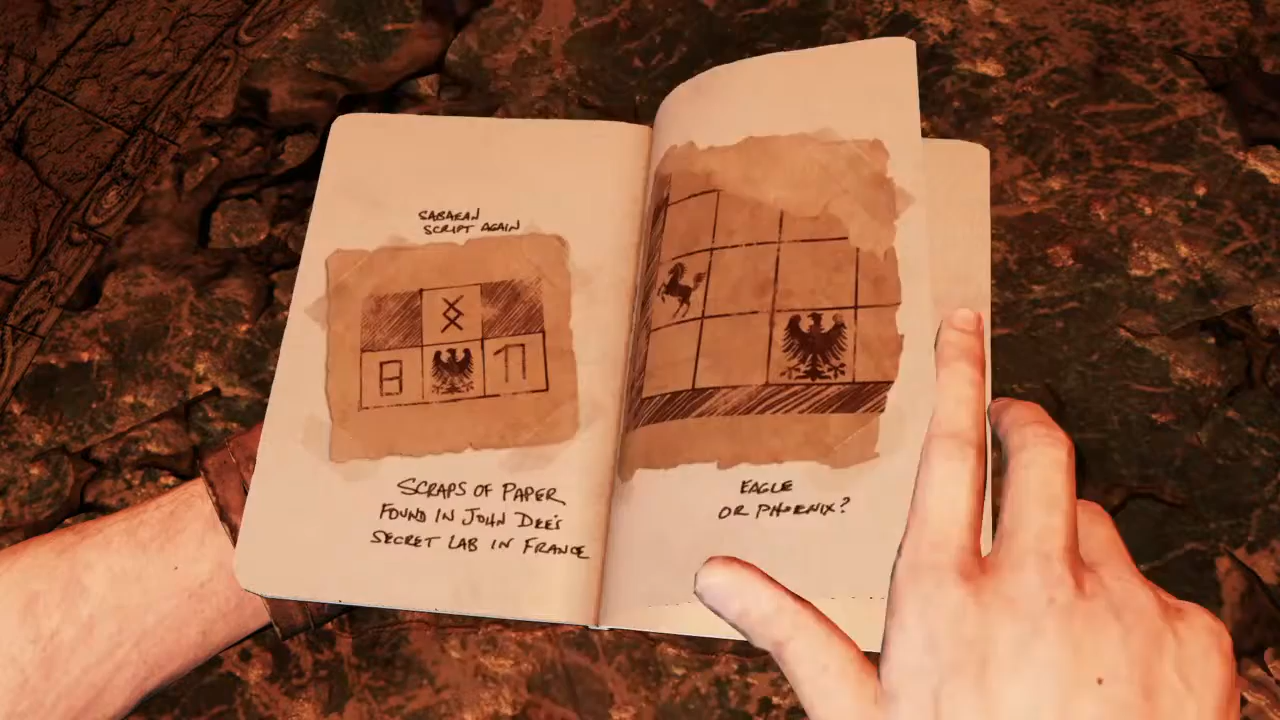 SABAEAN
SCRIPT AGAIN
SCRAPS OF PAPER
FOUND IN JOHN DEE'S
SECRET LAB IN FRANCE
EAGLE
OR PHOENIX?